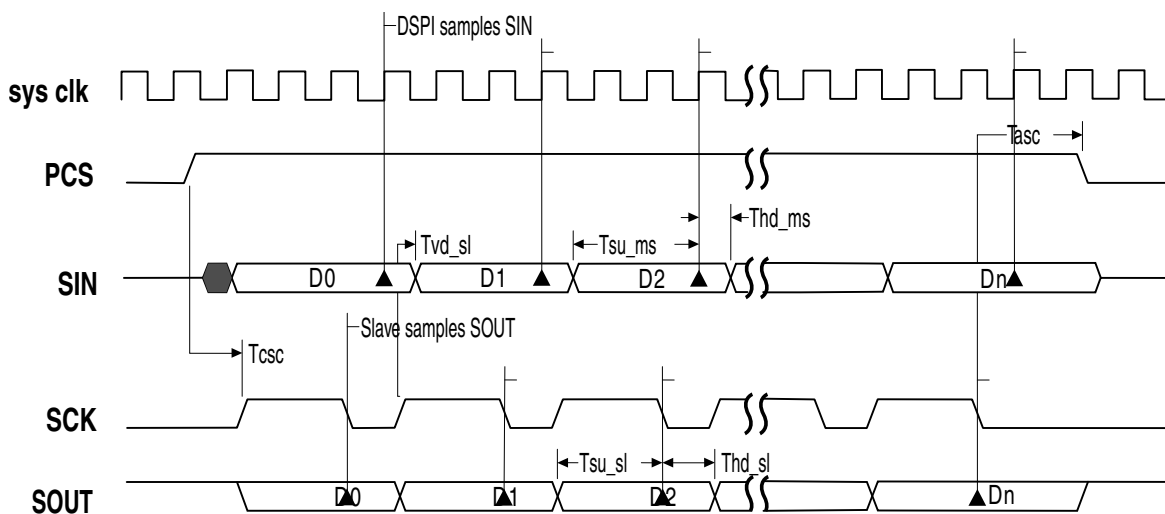 DSPI samples SIN
sys clk
Tasc
PCS
Thd_ms
Tvd_sl
Tsu_ms
SIN
D0
D1
D2
Dn
Slave samples SOUT
Tcsc
SCK
Tsu_sl
Thd_sl
SOUT
D0
D1
D2
Dn